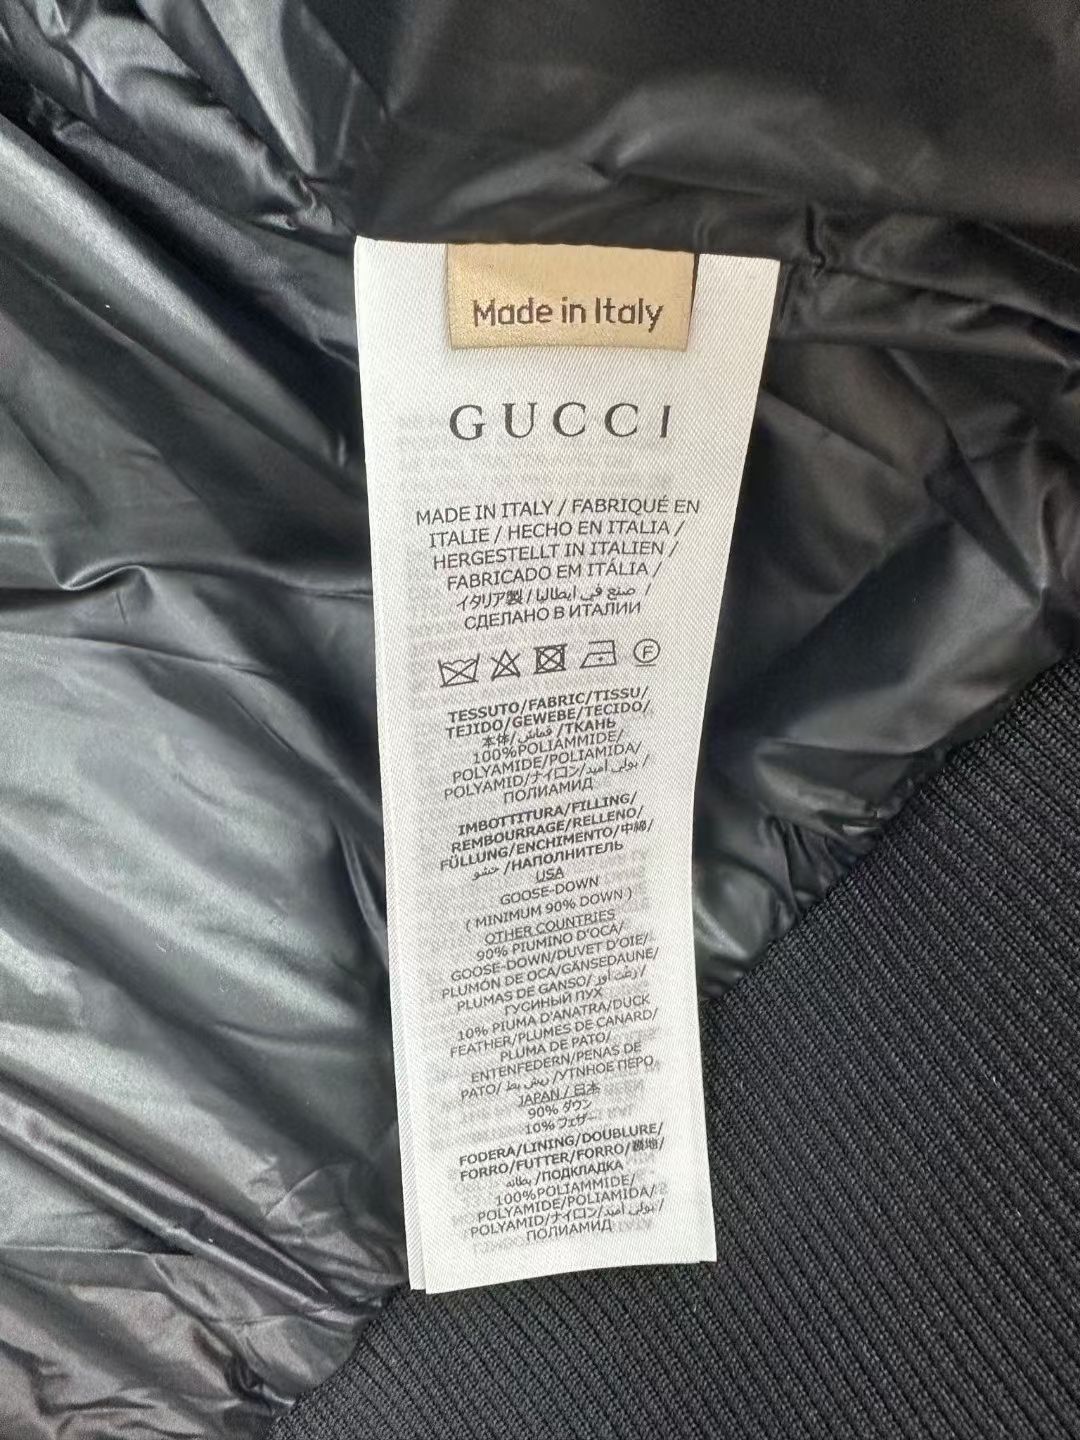 Made in Italy
GUCCI
MADE IN ITALY / FABRIQUÉ EN
ITALIE / HECHO EN ITALIA /
HERGESTELLT IN ITALIEN /
FABRICADO EM ITÁLIA /
イタリア製 / صنع في ايطاليا /
СДЕЛАНО В ИТАЛИИ
F
TESSUTO/FABRIC/TISSU/
TEJIDO/GEWEBE/TECIDO/
本体/قماش/ТКАНЬ
100%POLIAMMIDE/
POLYAMIDE/POLIAMIDA/
POLYAMID/ナイロン/بولي أميد/
ПОЛИАМИД
IMBOTTITURA/FILLING/
REMBOURRAGE/RELLENO/
FÜLLUNG/ENCHIMENTO/中綿/
حشو /НАПОЛНИТЕЛЬ
USA
GOOSE-DOWN
( MINIMUM 90% DOWN )
OTHER COUNTRIES
90% PIUMINO D'OCA/
GOOSE-DOWN/DUVET D'OIE/
PLUMÓN DE OCA/GÄNSEDAUNE/
PLUMAS DE GANSO/زغب أوز/
ГУСИНЫЙ ПУХ
10% PIUMA D'ANATRA/DUCK
FEATHER/PLUMES DE CANARD/
PLUMA DE PATO/
ENTENFEDERN/PENAS DE
PATO/ريش بط /УТИНОЕ ПЕРО
JAPAN / 日本
90% ダウン
10% フェザー
FODERA/LINING/DOUBLURE/
FORRO/FUTTER/FORRO/裏地/
بطانه /ПОДКЛАДКА
100%POLIAMMIDE/
POLYAMIDE/POLIAMIDA/
POLYAMID/ナイロン/بولي أميد/
ПОЛИАМИД